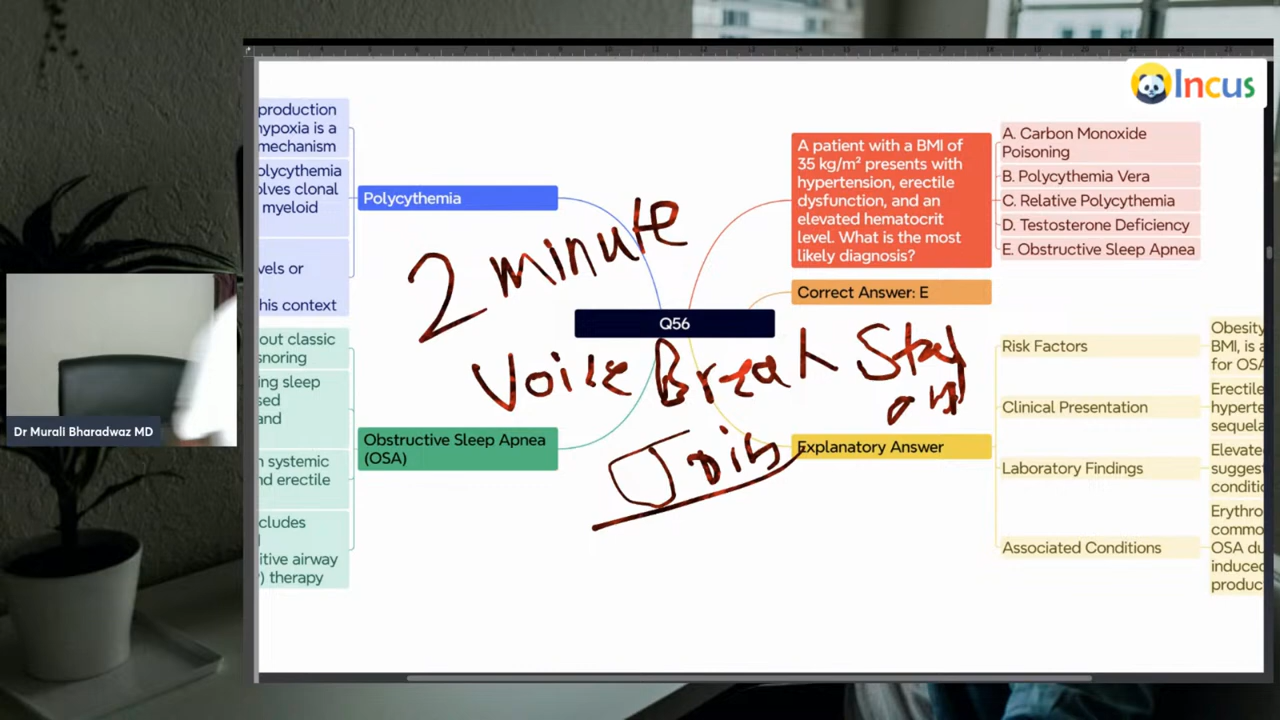 Incus
production
hypoxia is a
mechanism
olycythemia
olves clonal
myeloid
vels or
his context
Polycythemia
out classic
snoring
ing sleep
sed
and
n systemic
nd erectile
cludes
itive airway
) therapy
Obstructive Sleep Apnea
(OSA)
Q56
A patient with a BMI of
35 kg/m² presents with
hypertension, erectile
dysfunction, and an
elevated hematocrit
level. What is the most
likely diagnosis?
A. Carbon Monoxide
Poisoning
B. Polycythemia Vera
C. Relative Polycythemia
D. Testosterone Deficiency
E. Obstructive Sleep Apnea
Correct Answer: E
Explanatory Answer
Risk Factors
Obesity
BMI, is a
for OSA
Clinical Presentation
Erectile
hyperte
sequela
Laboratory Findings
Elevate
suggest
conditio
Associated Conditions
Erythro
commo
OSA du
induced
produc
2 minute
Voice Break Stay
on
Join
Dr Murali Bharadwaz MD